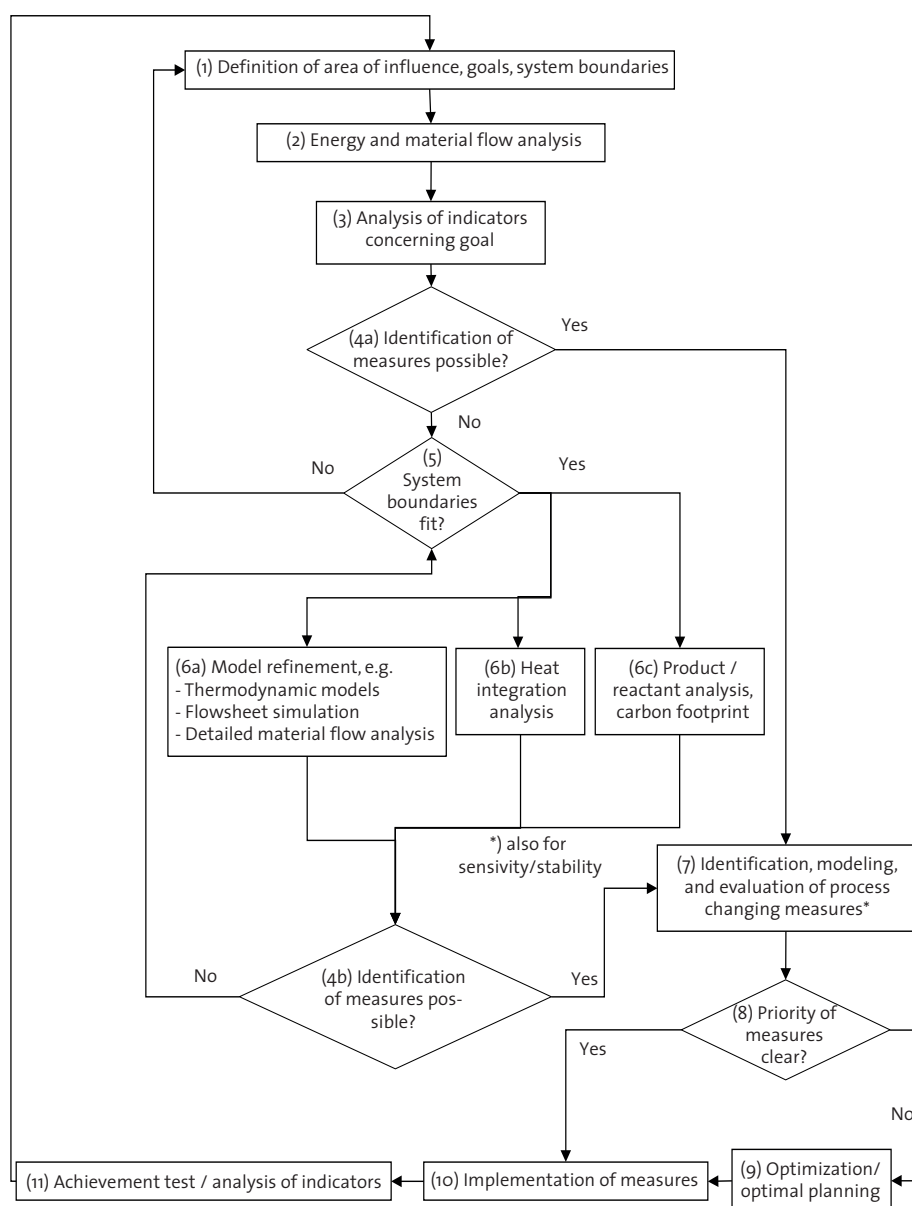 (1) Definition of area of influence, goals, system boundaries
(2) Energy and material flow analysis
(3) Analysis of indicators
concerning goal
(4a) Identification of
measures possible?
Yes
No
(5)
System
boundaries
fit?
No
Yes
(6a) Model refinement, e.g.
- Thermodynamic models
- Flowsheet simulation
- Detailed material flow analysis
(6b) Heat
integration
analysis
(6c) Product /
reactant analysis,
carbon footprint
*) also for
sensivity/stability
(7) Identification, modeling,
and evaluation of process
changing measures*
(4b) Identification
of measures pos-
sible?
No
Yes
(8) Priority of
measures
clear?
Yes
No
(11) Achievement test / analysis of indicators
(10) Implementation of measures
(9) Optimization/
optimal planning